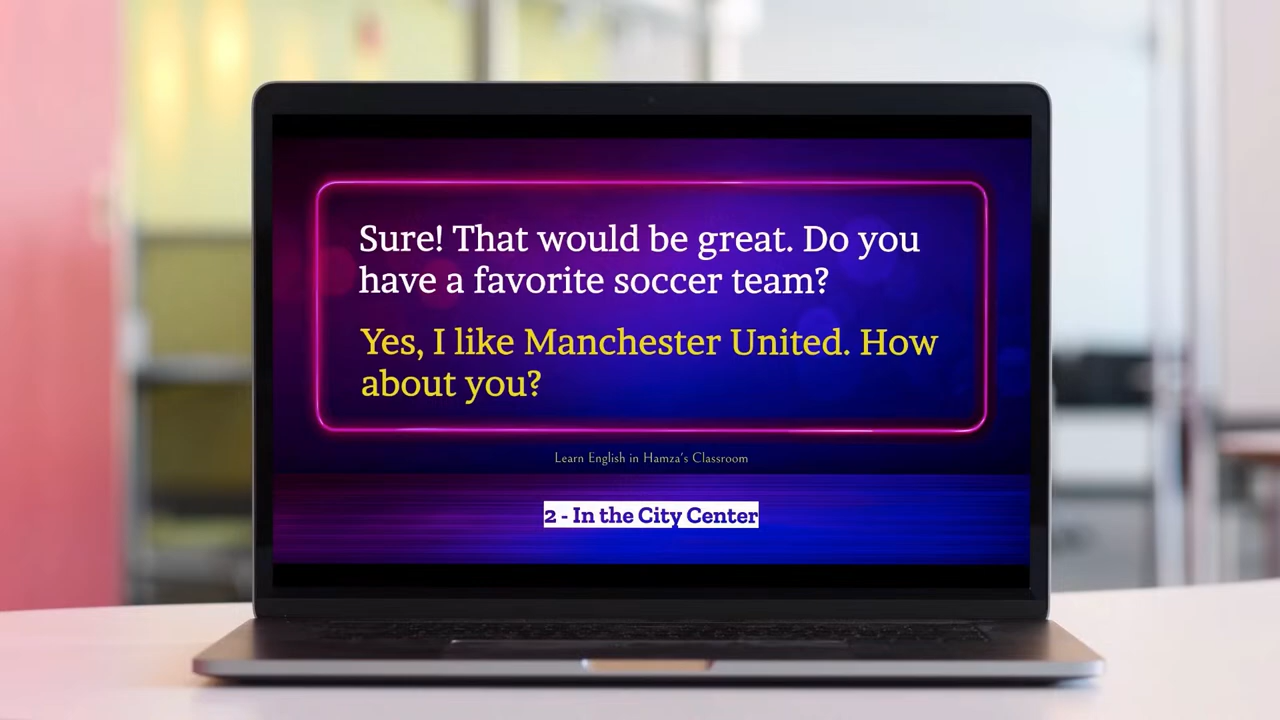 Sure! That would be great. Do you
have a favorite soccer team?
Yes, I like Manchester United. How
about you?
Learn English in Hamza's Classroom
2 - In the City Center